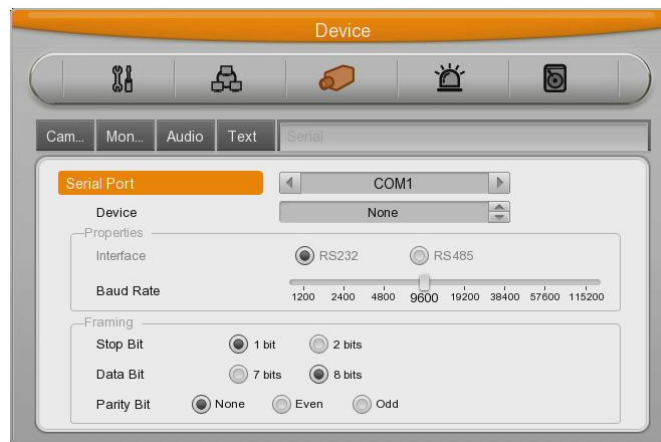 Device
Cam... Mon... Audio Text Serial
Serial Port COM1
Device None
Properties
Interface RS232 RS485
Baud Rate
1200 2400 4800 9600 19200 38400 57600 115200
Framing
Stop Bit 1 bit 2 bits
Data Bit 7 bits 8 bits
Parity Bit None Even Odd